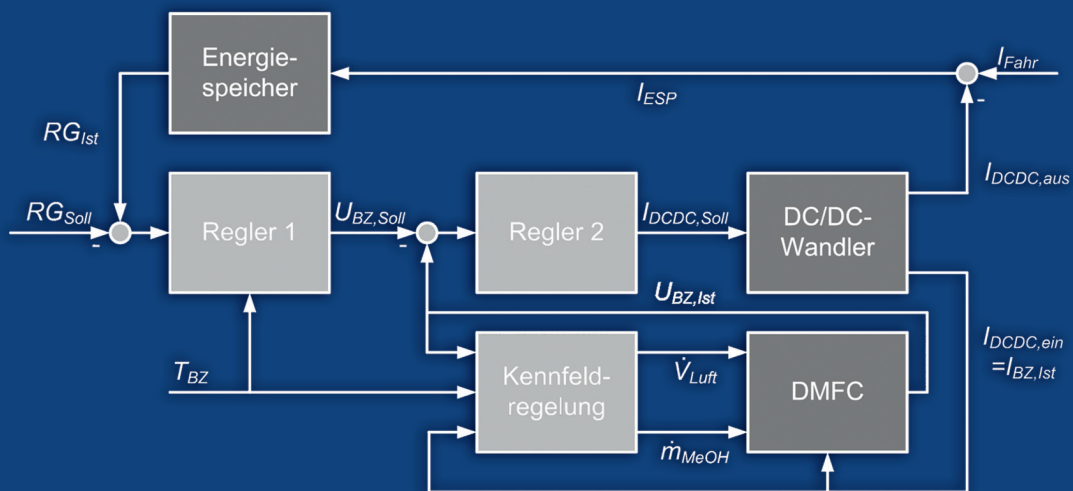 Energie-
speicher
I_Fahr
I_ESP
RG_Ist
I_DCDC,aus
RG_Soll
-
Regler 1
U_BZ,Soll
-
Regler 2
I_DCDC,Soll
DC/DC-
Wandler
-
U_BZ,Ist
I_DCDC,ein
=I_BZ,Ist
T_BZ
Kennfeld-
regelung
V̇_Luft
DMFC
ṁ_MeOH